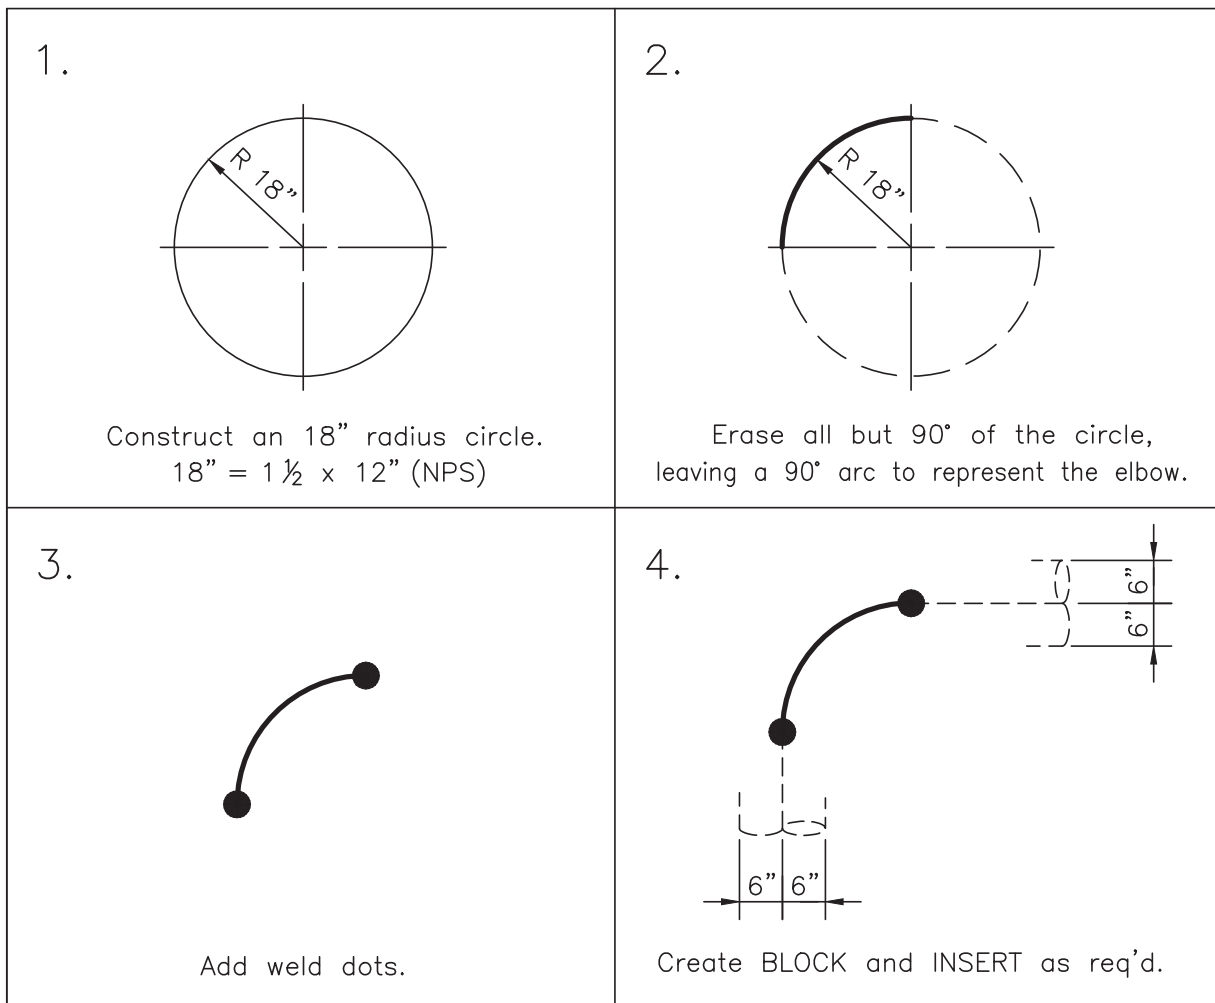 1.
R 18”
Construct an 18” radius circle.
18” = 1 ½ x 12” (NPS)
2.
R 18”
Erase all but 90° of the circle,
leaving a 90° arc to represent the elbow.
3.
Add weld dots.
4.
6”
6”
6” 6”
Create BLOCK and INSERT as req’d.